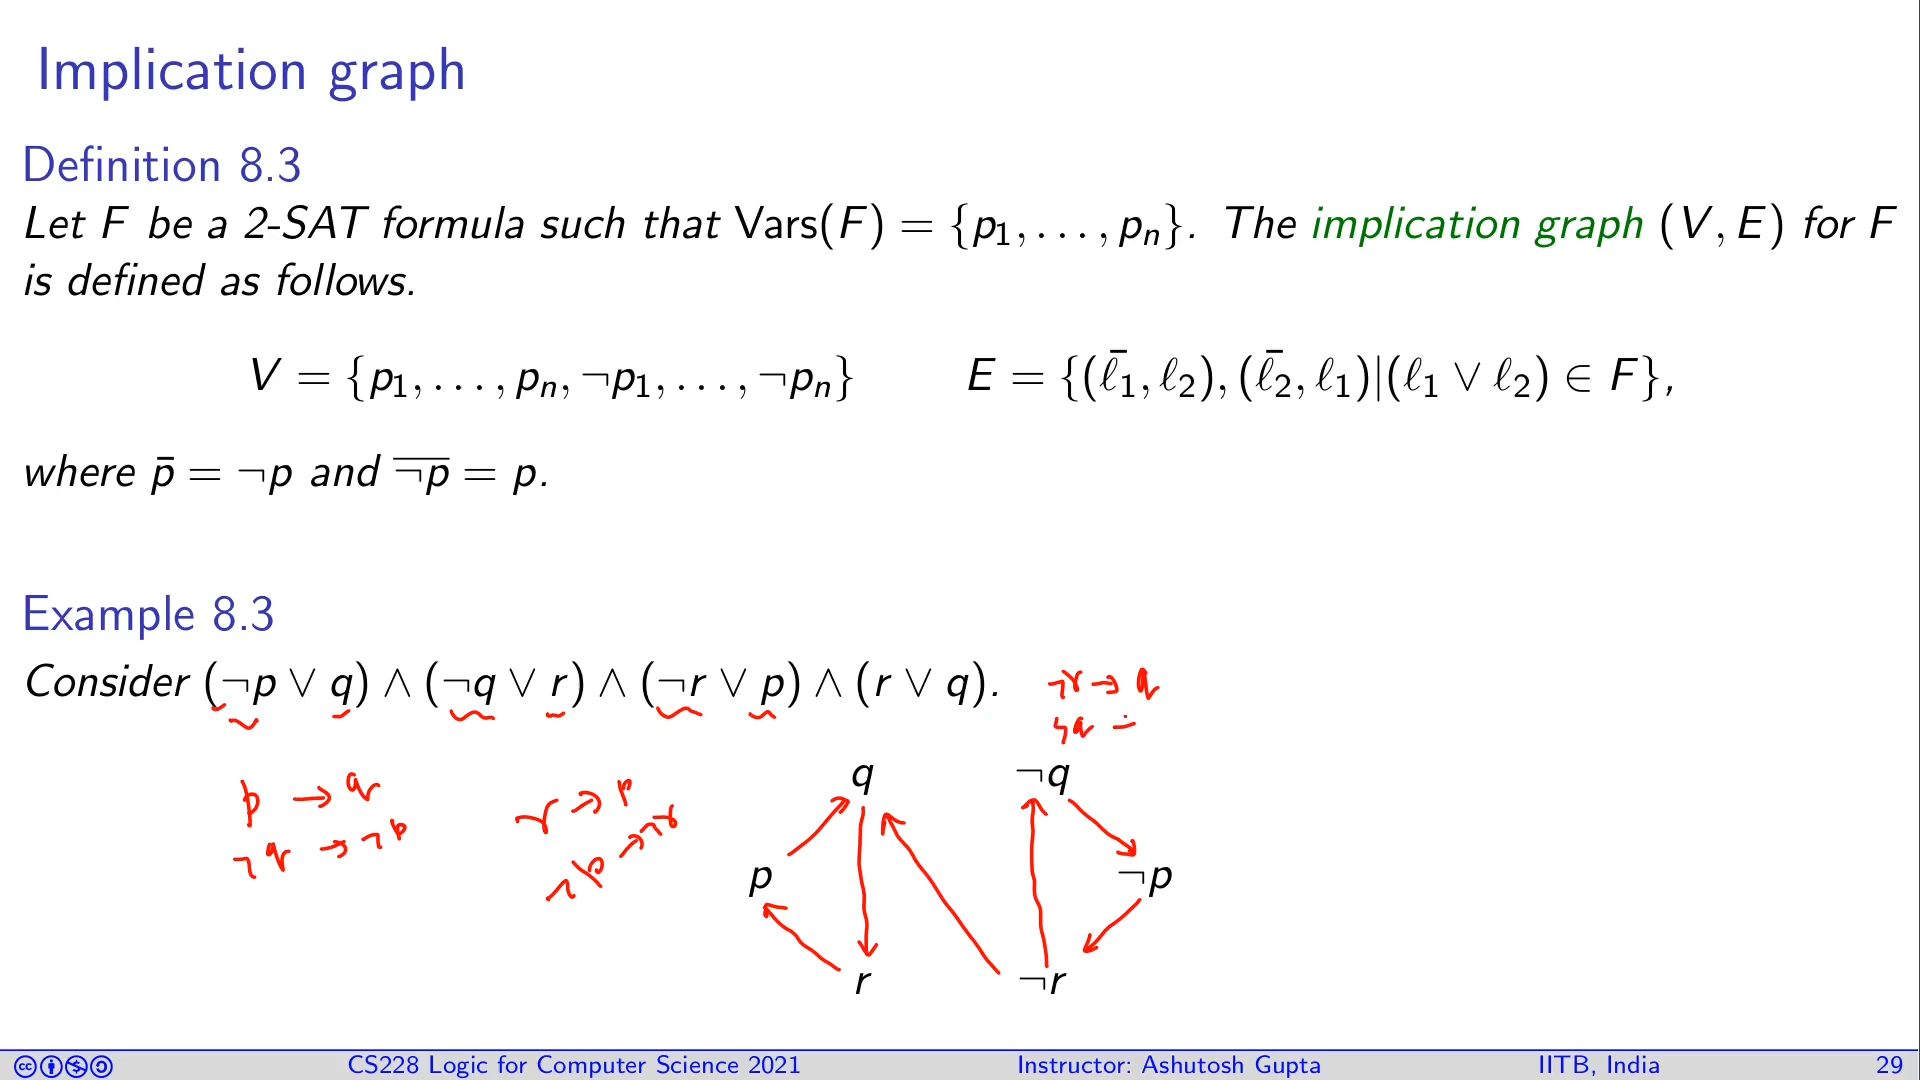 Implication graph
Definition 8.3
Let F be a 2-SAT formula such that Vars(F) = {p₁, . . . , pₙ}. The implication graph (V, E) for F
is defined as follows.
V = {p₁, . . . , pₙ, ¬p₁, . . . , ¬pₙ} E = {(ℓ̄₁, ℓ₂), (ℓ̄₂, ℓ₁)|(ℓ₁ ∨ ℓ₂) ∈ F},
where p̄ = ¬p and ¬̅p̅ = p.
Example 8.3
Consider (¬p ∨ q) ∧ (¬q ∨ r) ∧ (¬r ∨ p) ∧ (r ∨ q).
¬r → q
¬q
p → q
¬q → ¬p
r → p
¬p → ¬r
q ¬q
p ¬p
r ¬r
CS228 Logic for Computer Science 2021 Instructor: Ashutosh Gupta IITB, India 29